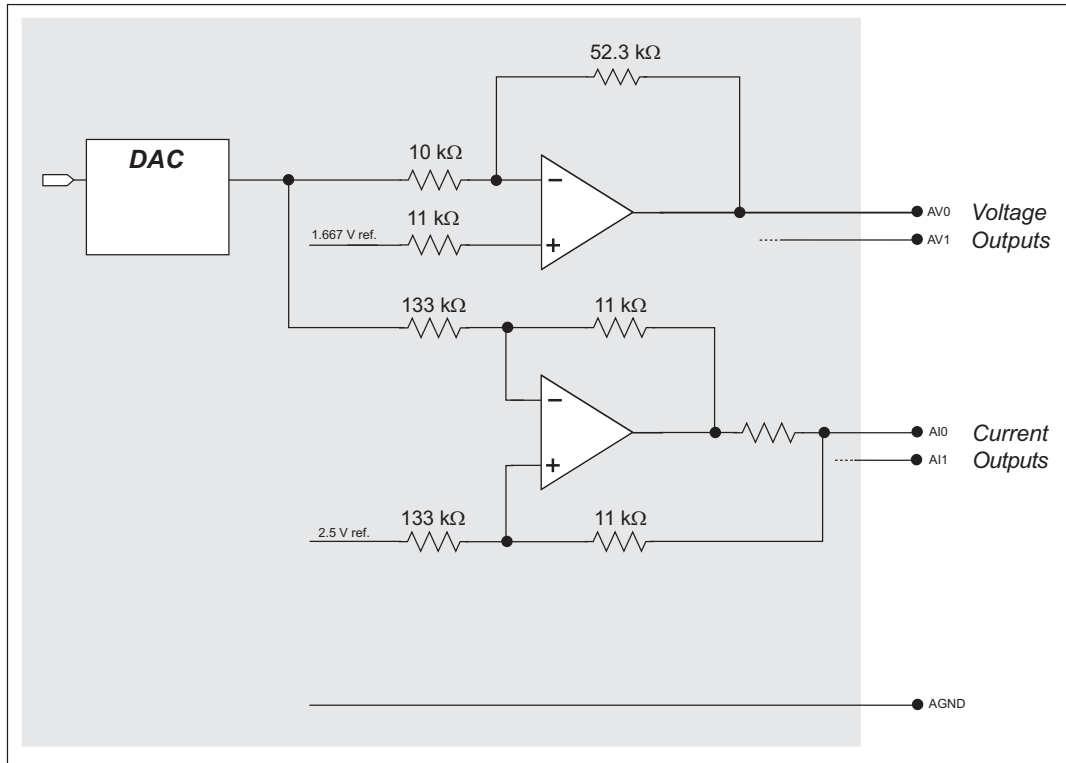 52.3 kΩ
DAC
10 kΩ
−
11 kΩ
1.667 V ref.
+
AV0 Voltage
AV1 Outputs
133 kΩ
11 kΩ
−
AI0 Current
AI1 Outputs
+
133 kΩ
11 kΩ
2.5 V ref.
AGND